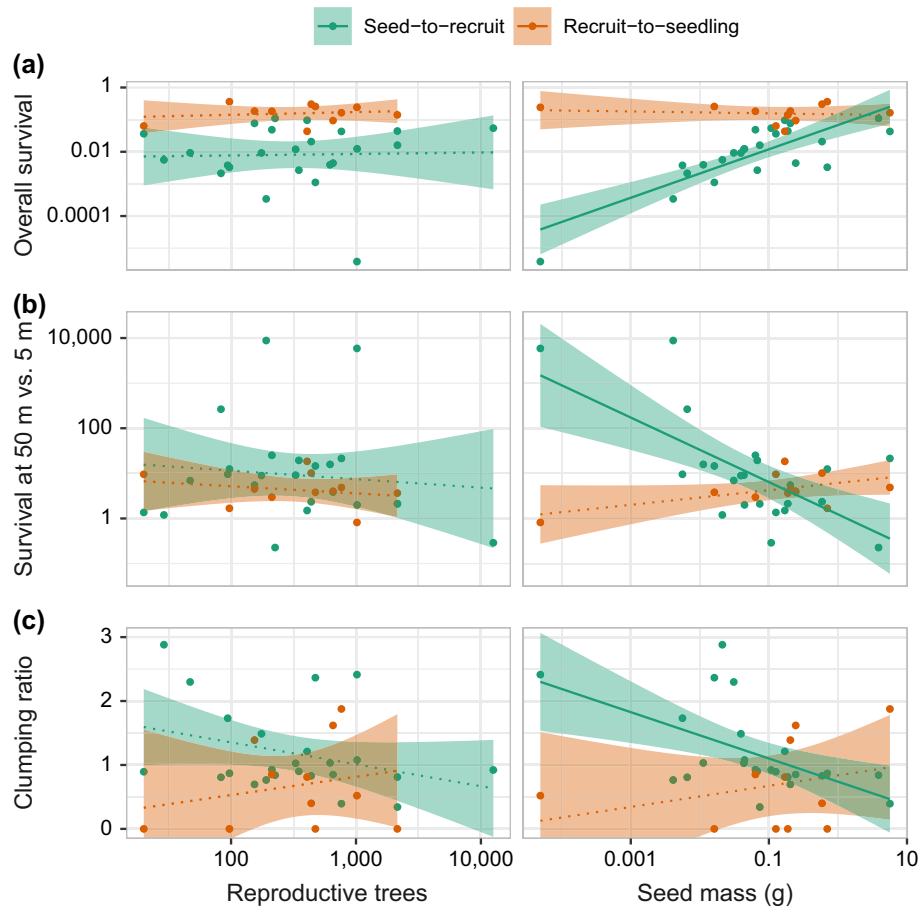 Seed−to−recruit Recruit−to−seedling
(a)
Overall survival
1
0.01
0.0001
(b)
Survival at 50 m vs. 5 m
10,000
100
1
(c)
Clumping ratio
3
2
1
0
100 1,000 10,000
0.001 0.1 10
Reproductive trees
Seed mass (g)